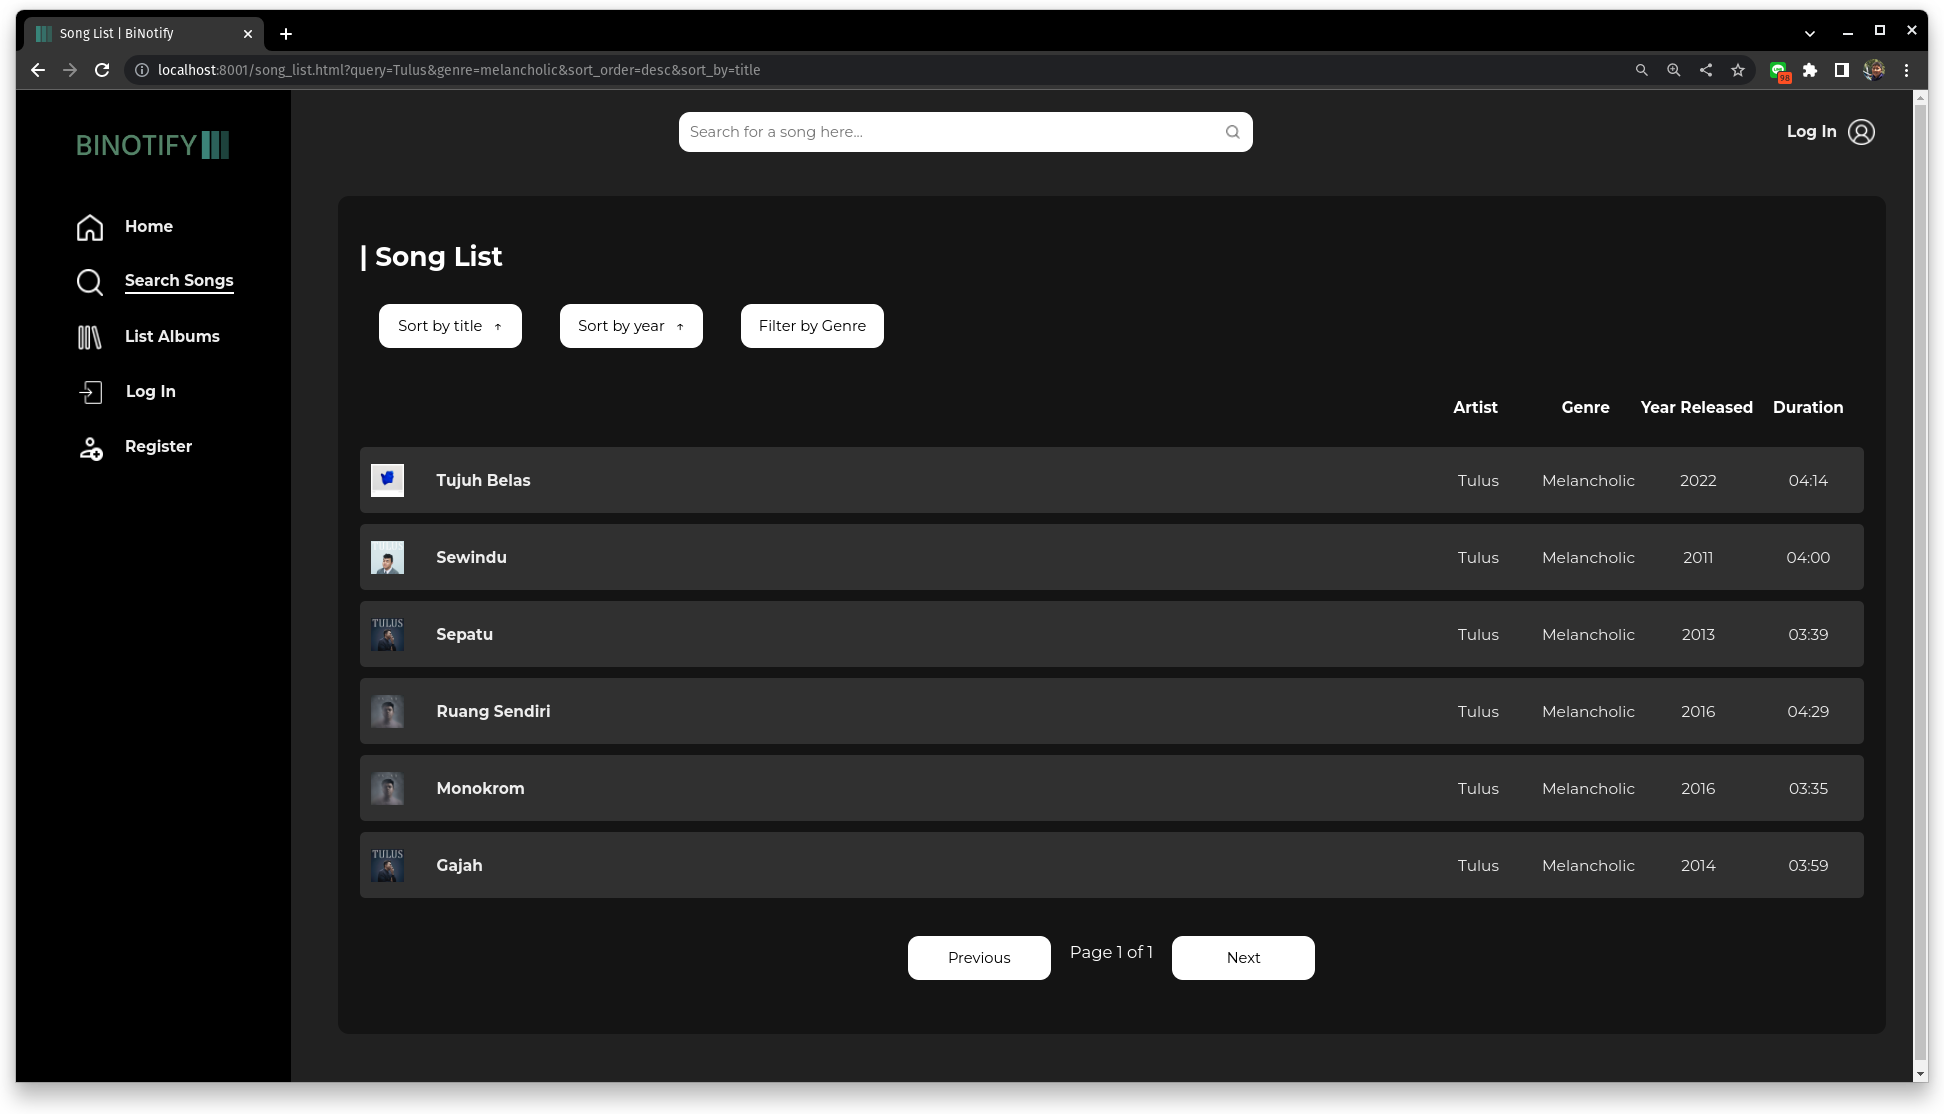 Song List | BiNotify
localhost:8001/song_list.html?query=Tulus&genre=melancholic&sort_order=desc&sort_by=title
98
BINOTIFY
Home
Search Songs
List Albums
Log In
Register
Search for a song here...
Log In
| Song List
Sort by title ↑
Sort by year ↑
Filter by Genre
Artist Genre Year Released Duration
Tujuh Belas Tulus Melancholic 2022 04:14
Sewindu Tulus Melancholic 2011 04:00
TULUS
Sepatu Tulus Melancholic 2013 03:39
Ruang Sendiri Tulus Melancholic 2016 04:29
Monokrom Tulus Melancholic 2016 03:35
TULUS
Gajah Tulus Melancholic 2014 03:59
Previous
Page 1 of 1
Next